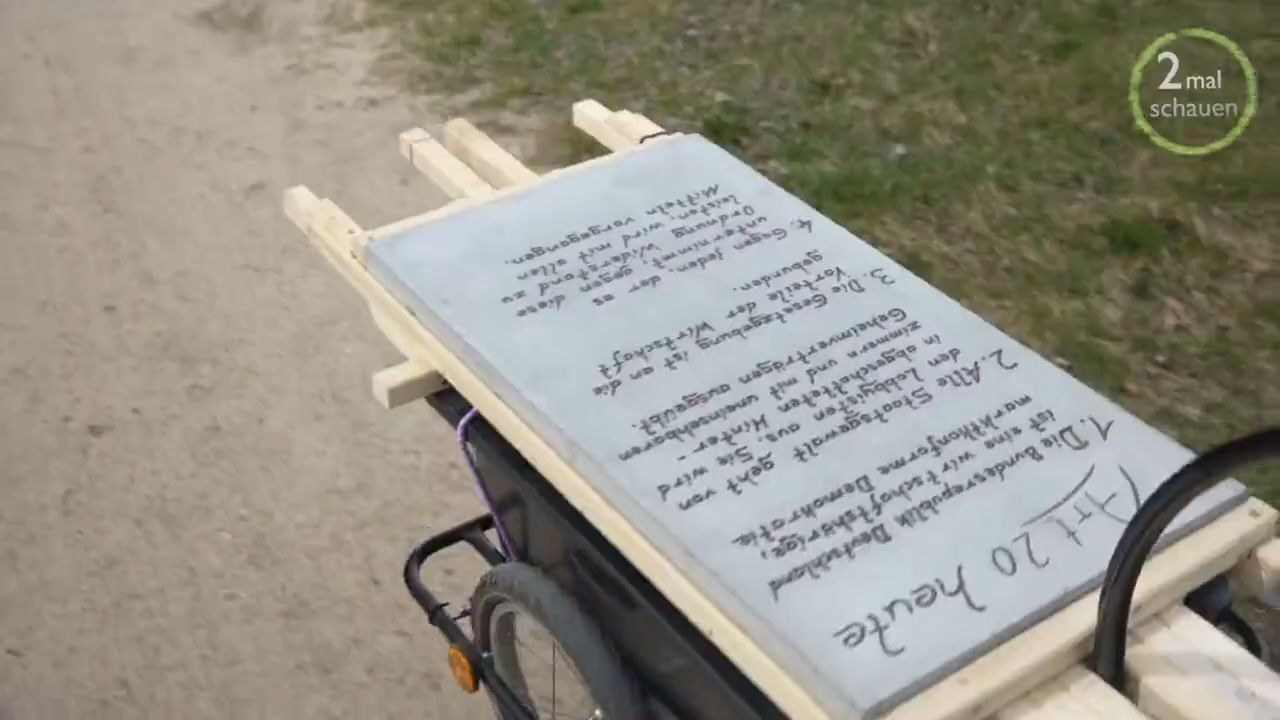 Art 20 heute
1. Die Bundesrepublik Deutschland
ist eine wirtschaftshörige,
marktkonforme Demokratie.
2. Alle Staatsgewalt geht von
den Lobbyisten aus. Sie wird
in abgeschotteten Hinter-
zimmern und mit uneinsehbaren
Geheimverträgen ausgeübt.
3. Die Gesetzgebung ist an die
Vorteile der Wirtschaft
gebunden.
4. Gegen jeden, der es
unternimmt, gegen diese
Ordnung Widerstand zu
leisten, wird mit allen
Mitteln vorgegangen.
2 mal
schauen